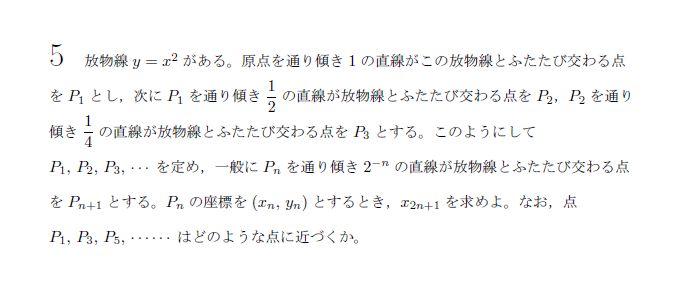 5 放物線 $y = x^2$ がある。原点を通り傾き 1 の直線がこの放物線とふたたび交わる点
を $P_1$ とし，次に $P_1$ を通り傾き $\frac{1}{2}$ の直線が放物線とふたたび交わる点を $P_2$，$P_2$ を通り
傾き $\frac{1}{4}$ の直線が放物線とふたたび交わる点を $P_3$ とする。このようにして
$P_1, P_2, P_3, \cdots$ を定め，一般に $P_n$ を通り傾き $2^{-n}$ の直線が放物線とふたたび交わる点
を $P_{n+1}$ とする。$P_n$ の座標を $(x_n, y_n)$ とするとき，$x_{2n+1}$ を求めよ。なお，点
$P_1, P_3, P_5, \cdots\cdots$ はどのような点に近づくか。